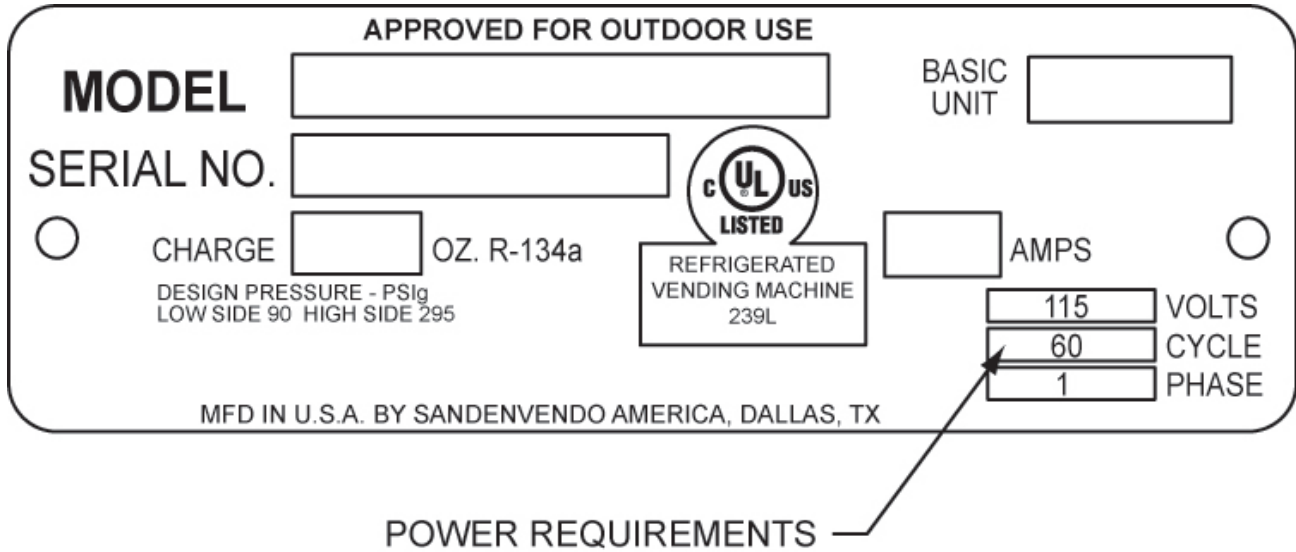 APPROVED FOR OUTDOOR USE
MODEL
BASIC
UNIT
SERIAL NO.
C UL® US
LISTED
CHARGE OZ. R-134a
DESIGN PRESSURE - PSIg
LOW SIDE 90 HIGH SIDE 295
REFRIGERATED
VENDING MACHINE
239L
AMPS
115 VOLTS
60 CYCLE
1 PHASE
MFD IN U.S.A. BY SANDENVENDO AMERICA, DALLAS, TX
POWER REQUIREMENTS